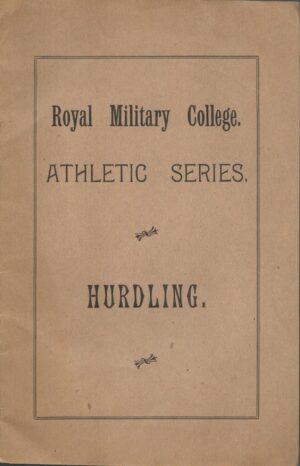 Royal Military College.
ATHLETIC SERIES.
HURDLING.